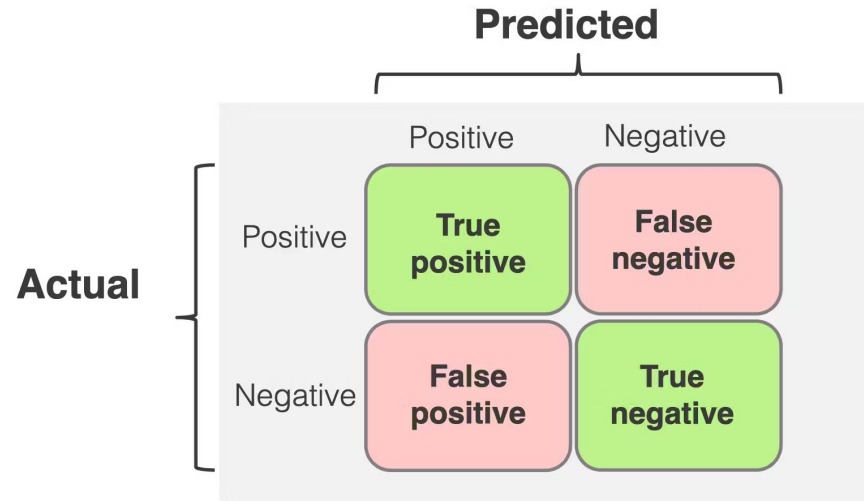 Predicted
Positive Negative
Positive
True
positive
False
negative
Actual
Negative
False
positive
True
negative